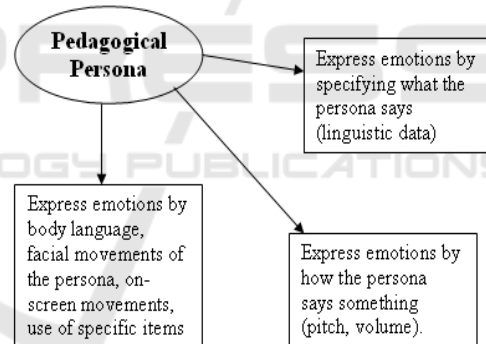 Pedagogical
Persona
Express emotions by
specifying what the
persona says
(linguistic data)
Express emotions by
body language,
facial movements of
the persona, on-
screen movements,
use of specific items
Express emotions by
how the persona
says something
(pitch, volume).
PUBLICATIONS